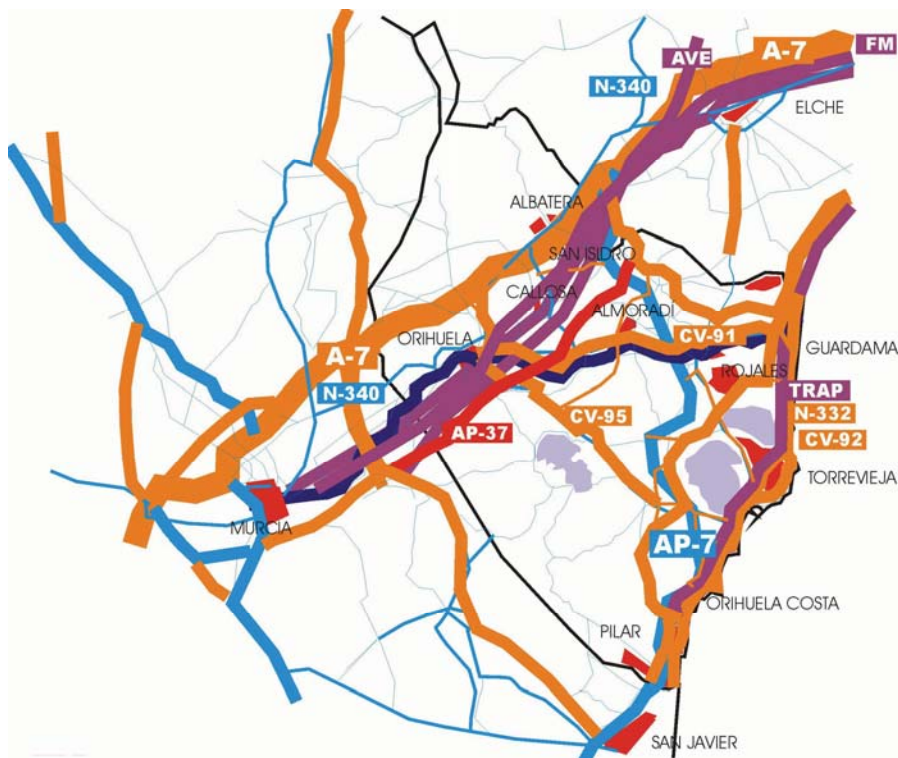 A-7
FM
AVE
N-340
ELCHE
ALBATERA
SAN ISIDRO
CALLOSA
ALMORADÍ
ORIHUELA
CV-91
GUARDAMA
A-7
ROJALES
N-340
TRAP
N-332
CV-95
AP-37
CV-92
TORREVIEJA
MURCIA
AP-7
ORIHUELA COSTA
PILAR
SAN JAVIER